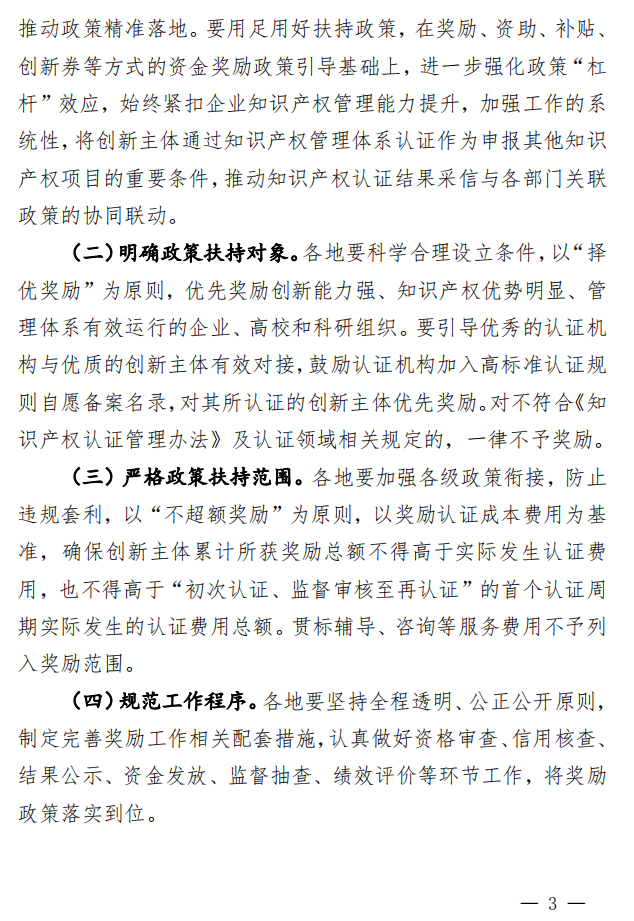 推动政策精准落地。要用足用好扶持政策，在奖励、资助、补贴、
创新券等方式的资金奖励政策引导基础上，进一步强化政策“杠
杆”效应，始终紧扣企业知识产权管理能力提升，加强工作的系
统性，将创新主体通过知识产权管理体系认证作为申报其他知识
产权项目的重要条件，推动知识产权认证结果采信与各部门关联
政策的协同联动。
（二）明确政策扶持对象。各地要科学合理设立条件，以“择
优奖励”为原则，优先奖励创新能力强、知识产权优势明显、管
理体系有效运行的企业、高校和科研组织。要引导优秀的认证机
构与优质的创新主体有效对接，鼓励认证机构加入高标准认证规
则自愿备案名录，对其所认证的创新主体优先奖励。对不符合《知
识产权认证管理办法》及认证领域相关规定的，一律不予奖励。
（三）严格政策扶持范围。各地要加强各级政策衔接，防止
违规套利，以“不超额奖励”为原则，以奖励认证成本费用为基
准，确保创新主体累计所获奖励总额不得高于实际发生认证费
用，也不得高于“初次认证、监督审核至再认证”的首个认证周
期实际发生的认证费用总额。贯标辅导、咨询等服务费用不予列
入奖励范围。
（四）规范工作程序。各地要坚持全程透明、公正公开原则，
制定完善奖励工作相关配套措施，认真做好资格审查、信用核查、
结果公示、资金发放、监督抽查、绩效评价等环节工作，将奖励
政策落实到位。
— 3 —